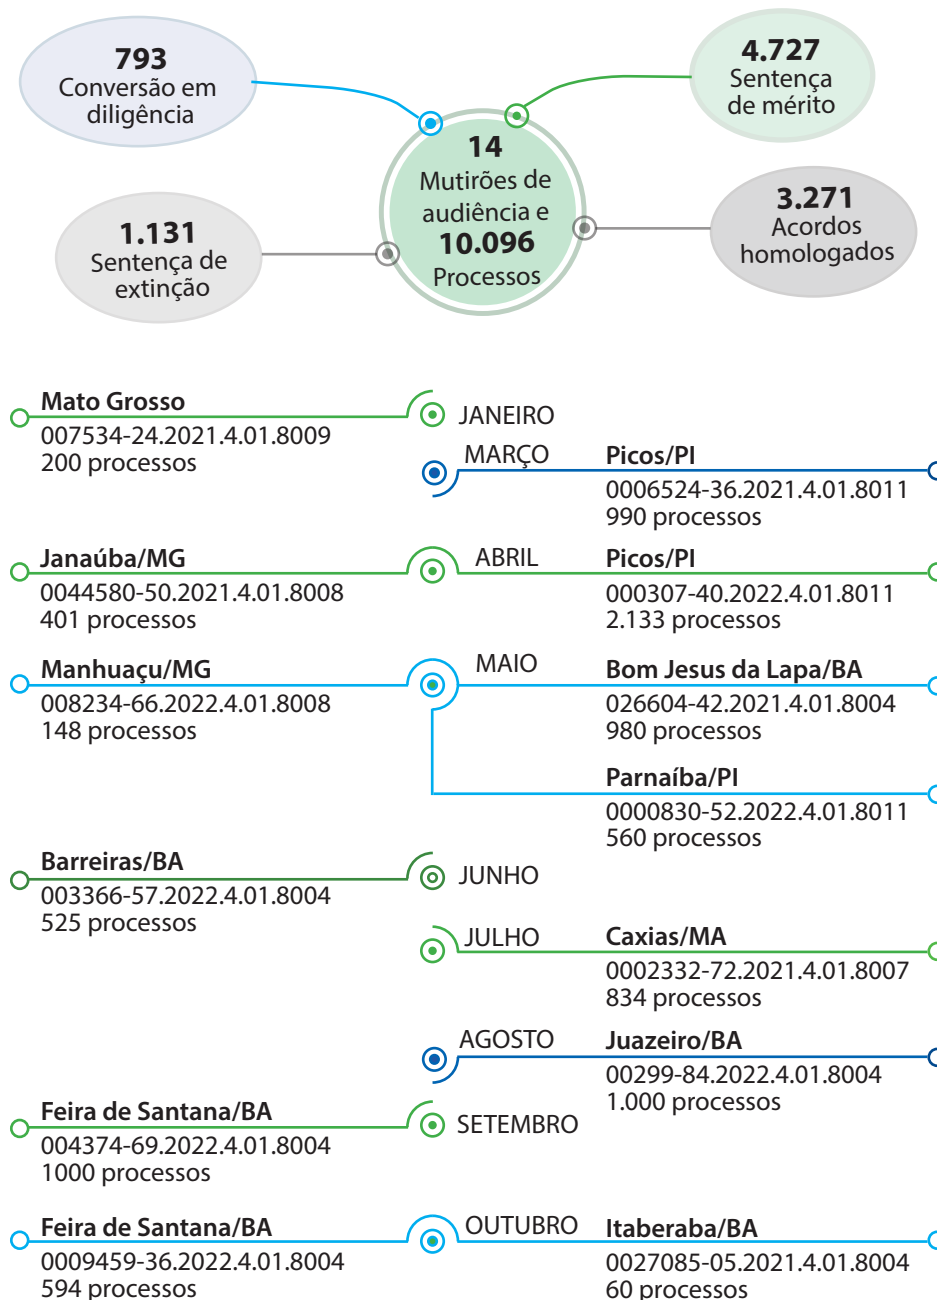 793
Conversão em
diligência
4.727
Sentença
de mérito
14
Mutirões de
audiência e
10.096
Processos
1.131
Sentença de
extinção
3.271
Acordos
homologados
Mato Grosso
007534-24.2021.4.01.8009
200 processos
JANEIRO
MARÇO
Picos/PI
0006524-36.2021.4.01.8011
990 processos
Janaúba/MG
0044580-50.2021.4.01.8008
401 processos
ABRIL
Picos/PI
000307-40.2022.4.01.8011
2.133 processos
Manhuaçu/MG
008234-66.2022.4.01.8008
148 processos
MAIO
Bom Jesus da Lapa/BA
026604-42.2021.4.01.8004
980 processos
Parnaíba/PI
0000830-52.2022.4.01.8011
560 processos
Barreiras/BA
003366-57.2022.4.01.8004
525 processos
JUNHO
JULHO
Caxias/MA
0002332-72.2021.4.01.8007
834 processos
AGOSTO
Juazeiro/BA
00299-84.2022.4.01.8004
1.000 processos
Feira de Santana/BA
004374-69.2022.4.01.8004
1000 processos
SETEMBRO
Feira de Santana/BA
0009459-36.2022.4.01.8004
594 processos
OUTUBRO
Itaberaba/BA
0027085-05.2021.4.01.8004
60 processos